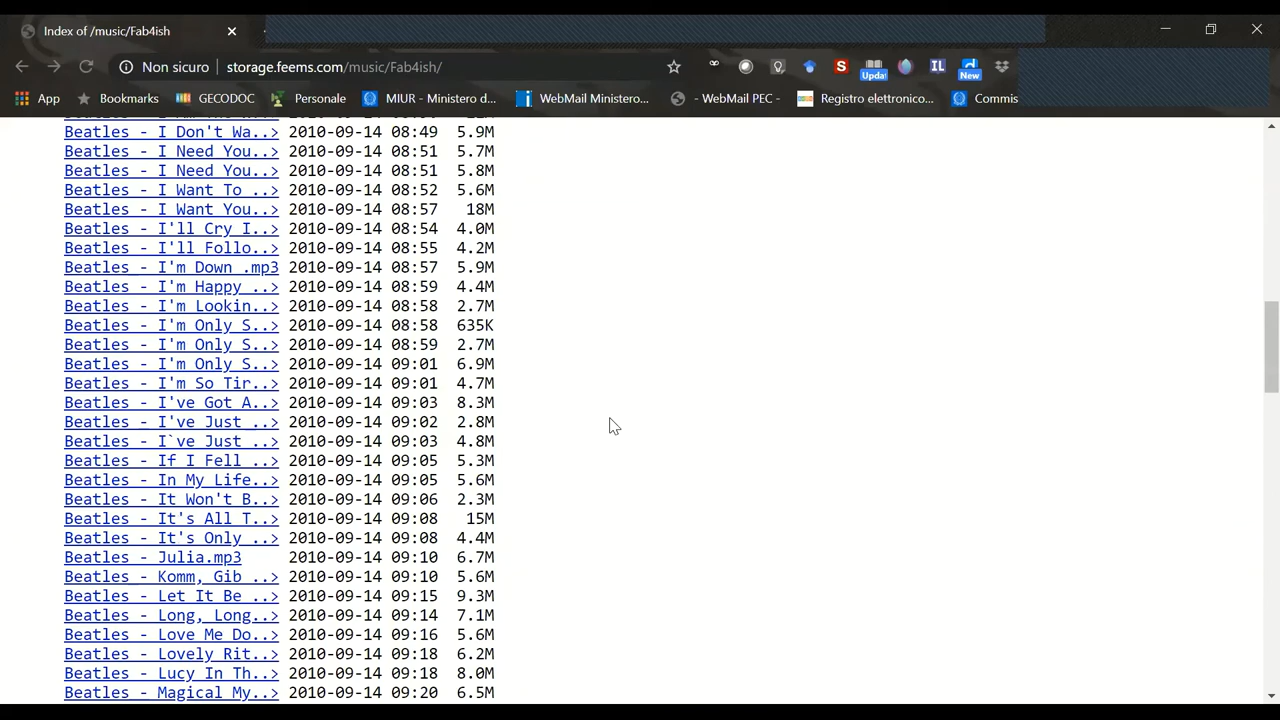 Index of /music/Fab4ish
Non sicuro storage.feems.com/music/Fab4ish/
S Updat IL New
App Bookmarks GECODOC Personale MIUR - Ministero d... WebMail Ministero... - WebMail PEC - Registro elettronico... Commis
Beatles - I Don't Wa..> 2010-09-14 08:49 5.9M
Beatles - I Need You..> 2010-09-14 08:51 5.7M
Beatles - I Need You..> 2010-09-14 08:51 5.8M
Beatles - I Want To ..> 2010-09-14 08:52 5.6M
Beatles - I Want You..> 2010-09-14 08:57 18M
Beatles - I'll Cry I..> 2010-09-14 08:54 4.0M
Beatles - I'll Follo..> 2010-09-14 08:55 4.2M
Beatles - I'm Down .mp3 2010-09-14 08:57 5.9M
Beatles - I'm Happy ..> 2010-09-14 08:59 4.4M
Beatles - I'm Lookin..> 2010-09-14 08:58 2.7M
Beatles - I'm Only S..> 2010-09-14 08:58 635K
Beatles - I'm Only S..> 2010-09-14 08:59 2.7M
Beatles - I'm Only S..> 2010-09-14 09:01 6.9M
Beatles - I'm So Tir..> 2010-09-14 09:01 4.7M
Beatles - I've Got A..> 2010-09-14 09:03 8.3M
Beatles - I've Just ..> 2010-09-14 09:02 2.8M
Beatles - I`ve Just ..> 2010-09-14 09:03 4.8M
Beatles - If I Fell ..> 2010-09-14 09:05 5.3M
Beatles - In My Life..> 2010-09-14 09:05 5.6M
Beatles - It Won't B..> 2010-09-14 09:06 2.3M
Beatles - It's All T..> 2010-09-14 09:08 15M
Beatles - It's Only ..> 2010-09-14 09:08 4.4M
Beatles - Julia.mp3 2010-09-14 09:10 6.7M
Beatles - Komm, Gib ..> 2010-09-14 09:10 5.6M
Beatles - Let It Be ..> 2010-09-14 09:15 9.3M
Beatles - Long, Long..> 2010-09-14 09:14 7.1M
Beatles - Love Me Do..> 2010-09-14 09:16 5.6M
Beatles - Lovely Rit..> 2010-09-14 09:18 6.2M
Beatles - Lucy In Th..> 2010-09-14 09:18 8.0M
Beatles - Magical My..> 2010-09-14 09:20 6.5M